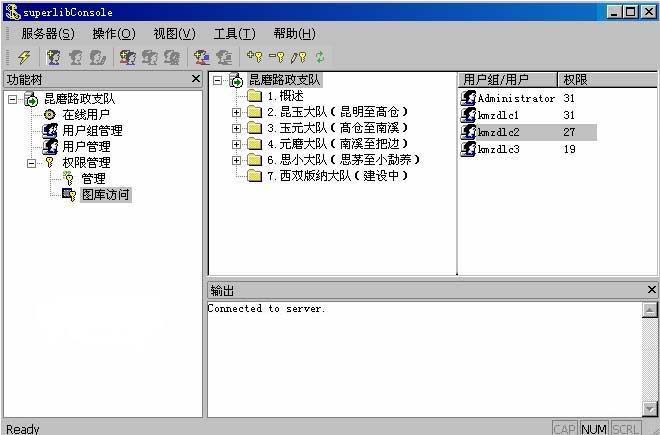 superlibConsole
服务器(S) 操作(O) 视图(V) 工具(T) 帮助(H)
功能树
昆磨路政支队
在线用户
用户组管理
用户管理
权限管理
管理
图库访问
昆磨路政支队
1.概述
2.昆玉大队(昆明至高仓)
3.玉元大队(高仓至南溪)
4.元磨大队(南溪至把边)
6.思小大队(思茅至小勐养)
7.西双版纳大队(建设中)
用户组/用户 权限
Administrator 31
kmzdlc1 31
kmzdlc2 27
kmzdlc3 19
输出
Connected to server.
Ready
CAP NUM SCRL